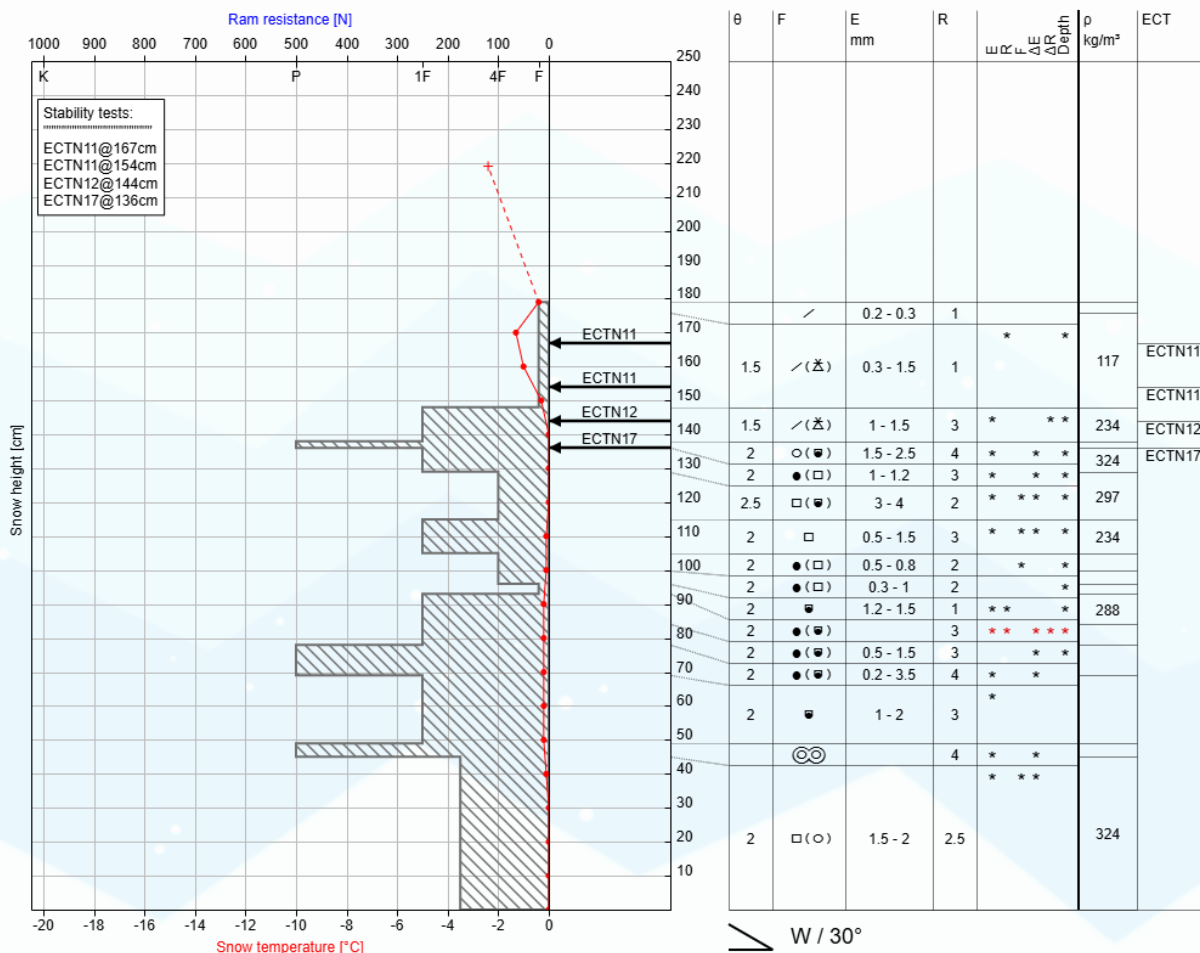 Ram resistance [N]
1000 900 800 700 600 500 400 300 200 100 0
K P 1F 4F F
Stability tests:
ECTN11@167cm
ECTN11@154cm
ECTN12@144cm
ECTN17@136cm
Snow height [cm]
250
240
230
220
210
200
190
180
170
160
150
140
130
120
110
100
90
80
70
60
50
40
30
20
10
ECTN11
ECTN11
ECTN12
ECTN17
-20 -18 -16 -14 -12 -10 -8 -6 -4 -2 0
Snow temperature [°C]
θ F E R E R F ΔE ΔR Depth ρ ECT
mm kg/m³
0.2 - 0.3 1
* *
1.5 / ( ) 0.3 - 1.5 1 117 ECTN11
ECTN11
1.5 / ( ) 1 - 1.5 3 * * * 234 ECTN12
2 ( ) 1.5 - 2.5 4 * * * 324 ECTN17
2 ( ) 1 - 1.2 3 * * *
2.5 ( ) 3 - 4 2 * * * * 297
2 0.5 - 1.5 3 * * * * 234
2 ( ) 0.5 - 0.8 2 * *
2 ( ) 0.3 - 1 2 *
2 1.2 - 1.5 1 * * * 288
2 ( ) 3 * * * * *
2 ( ) 0.5 - 1.5 3 * *
2 ( ) 0.2 - 3.5 4 * *
*
2 1 - 2 3
4 * *
* * *
2 ( ) 1.5 - 2 2.5 324
W / 30°